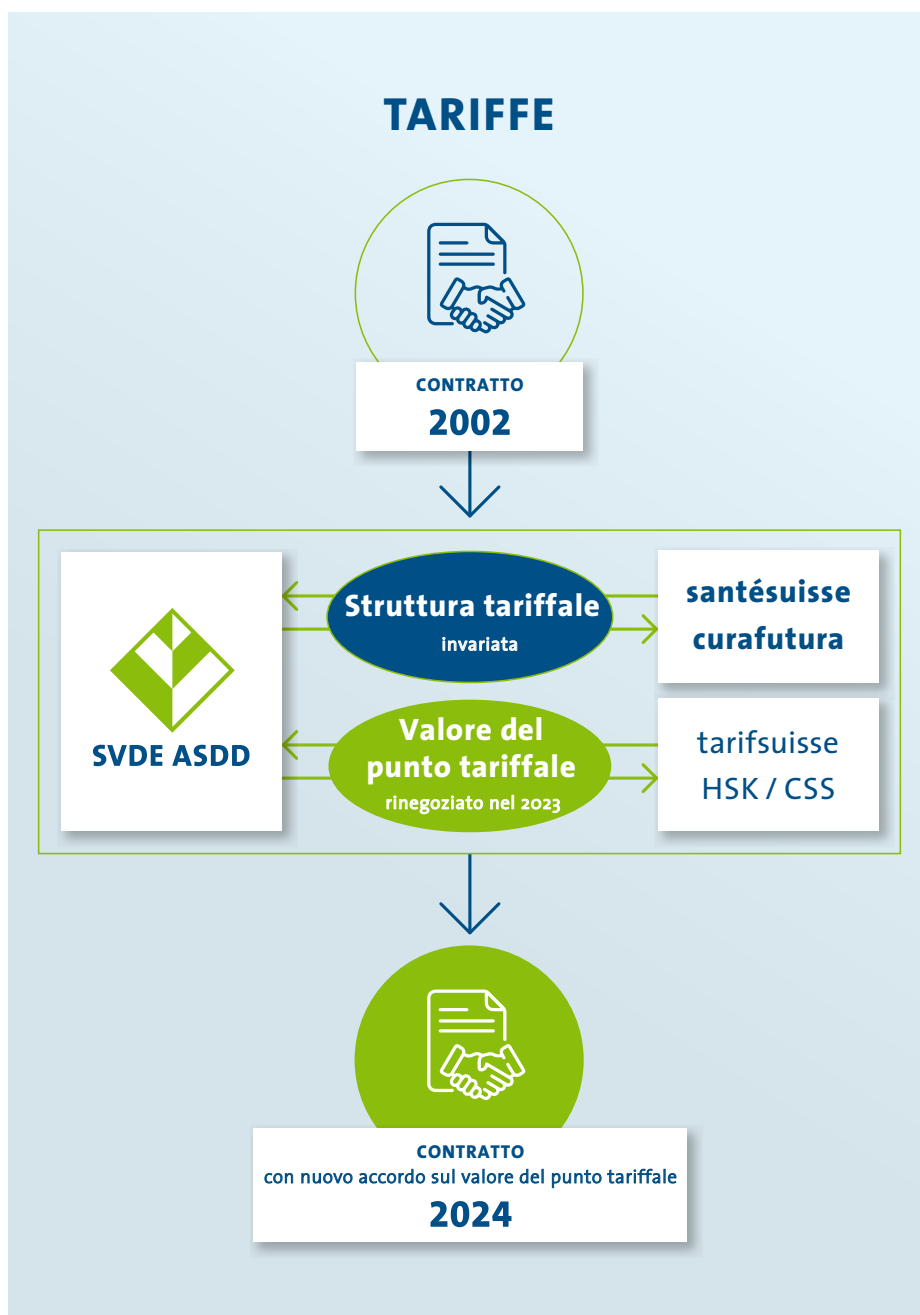 TARIFFE
CONTRATTO
2002
SVDE ASDD
Struttura tariffale
invariata
santésuisse
curafutura
Valore del
punto tariffale
rinegoziato nel 2023
tarifsuisse
HSK / CSS
CONTRATTO
con nuovo accordo sul valore del punto tariffale
2024